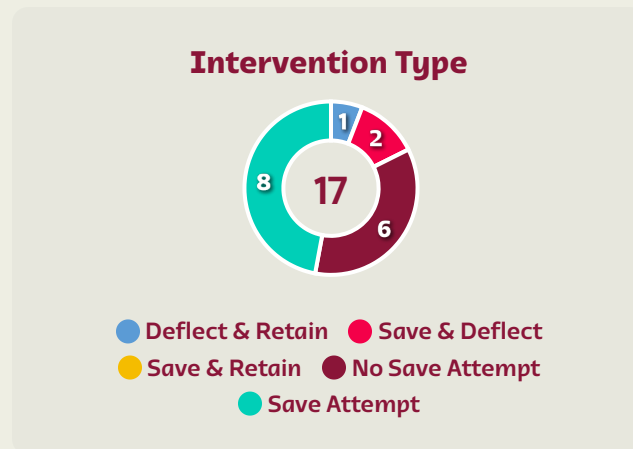 Intervention Type
1
2
8
17
6
Deflect & Retain Save & Deflect
Save & Retain No Save Attempt
Save Attempt